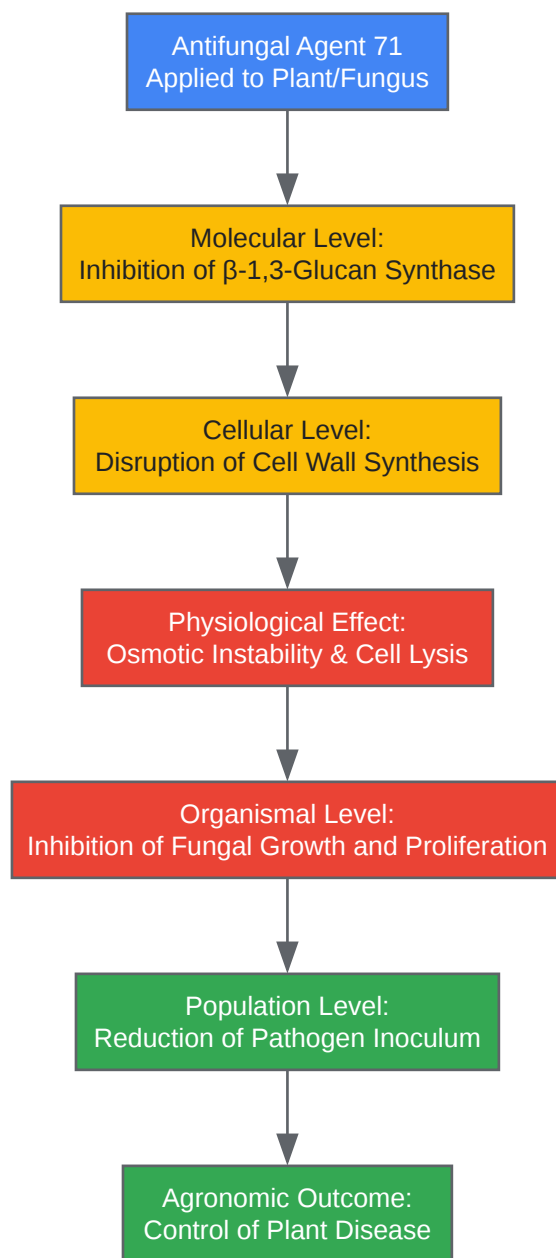 Antifungal Agent 71
Applied to Plant/Fungus
Molecular Level:
Inhibition of β-1,3-Glucan Synthase
Cellular Level:
Disruption of Cell Wall Synthesis
Physiological Effect:
Osmotic Instability & Cell Lysis
Organismal Level:
Inhibition of Fungal Growth and Proliferation
Population Level:
Reduction of Pathogen Inoculum
Agronomic Outcome:
Control of Plant Disease